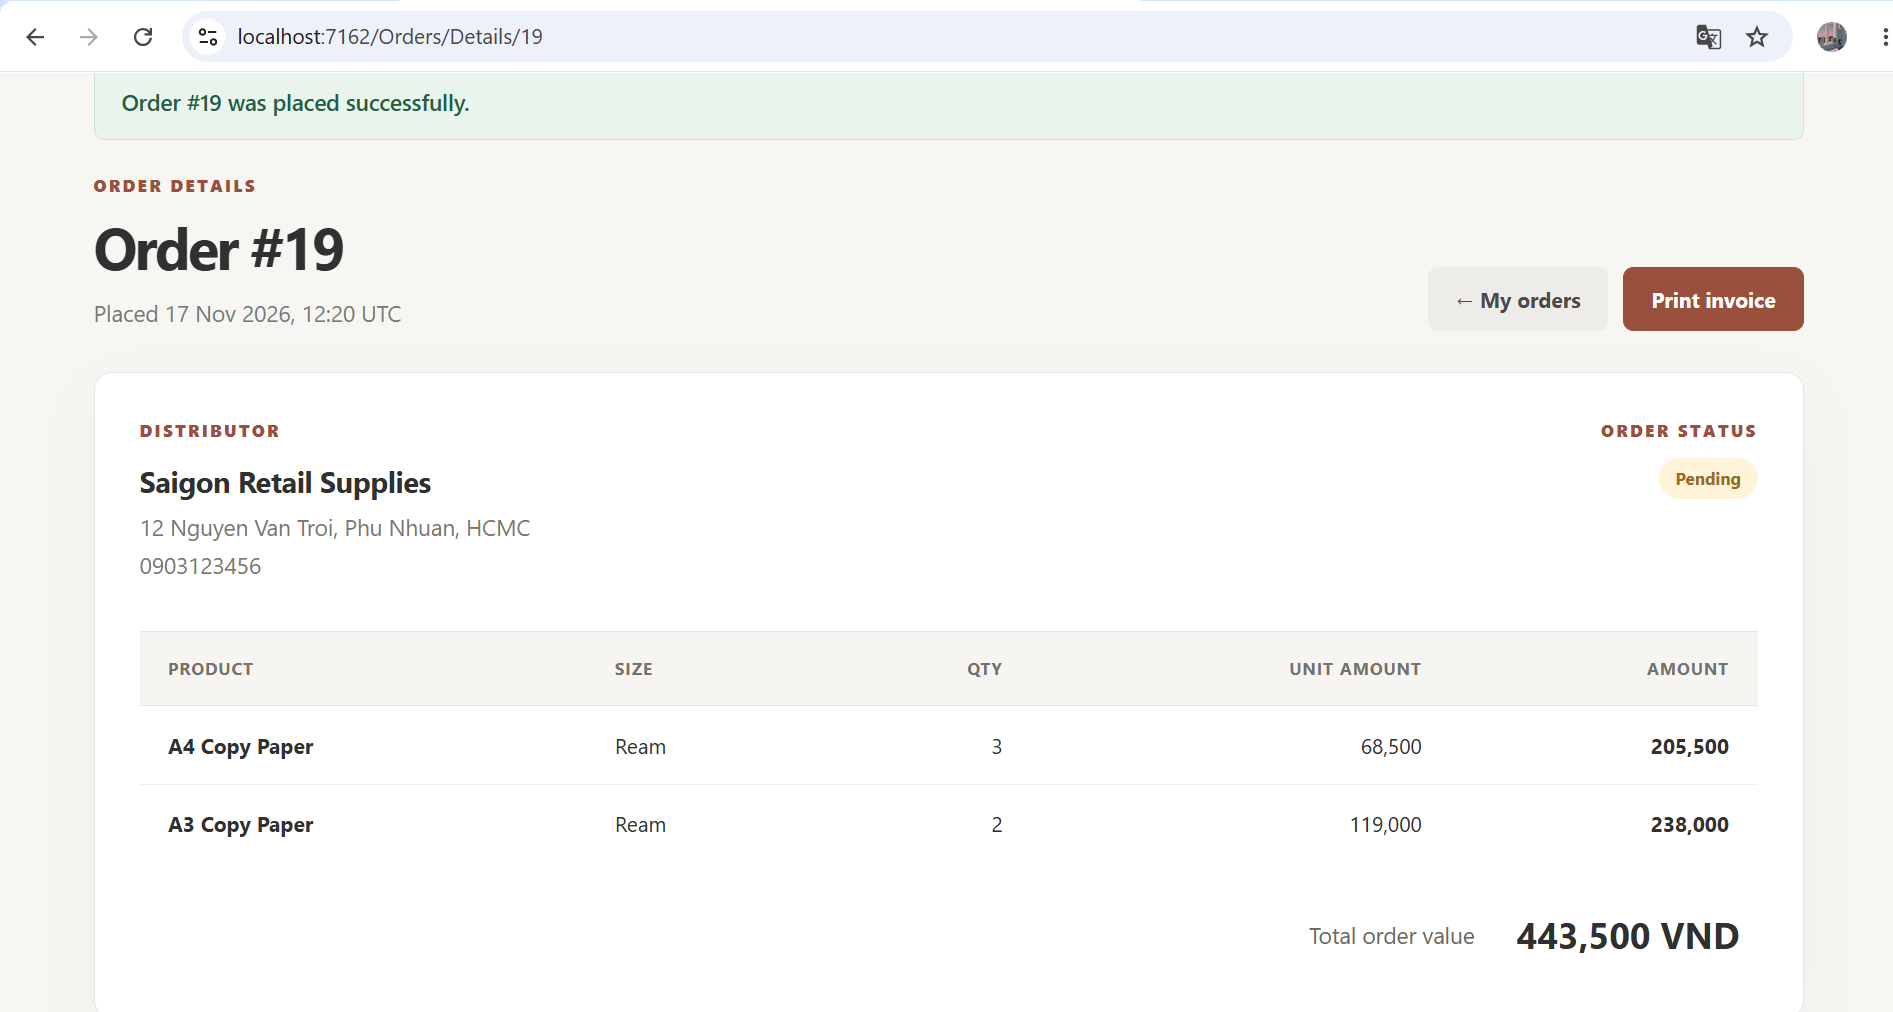 localhost:7162/Orders/Details/19
Order #19 was placed successfully.
ORDER DETAILS
Order #19
Placed 17 Nov 2026, 12:20 UTC
← My orders
Print invoice
DISTRIBUTOR
ORDER STATUS
Saigon Retail Supplies
Pending
12 Nguyen Van Troi, Phu Nhuan, HCMC
0903123456
PRODUCT SIZE QTY UNIT AMOUNT AMOUNT
A4 Copy Paper Ream 3 68,500 205,500
A3 Copy Paper Ream 2 119,000 238,000
Total order value 443,500 VND